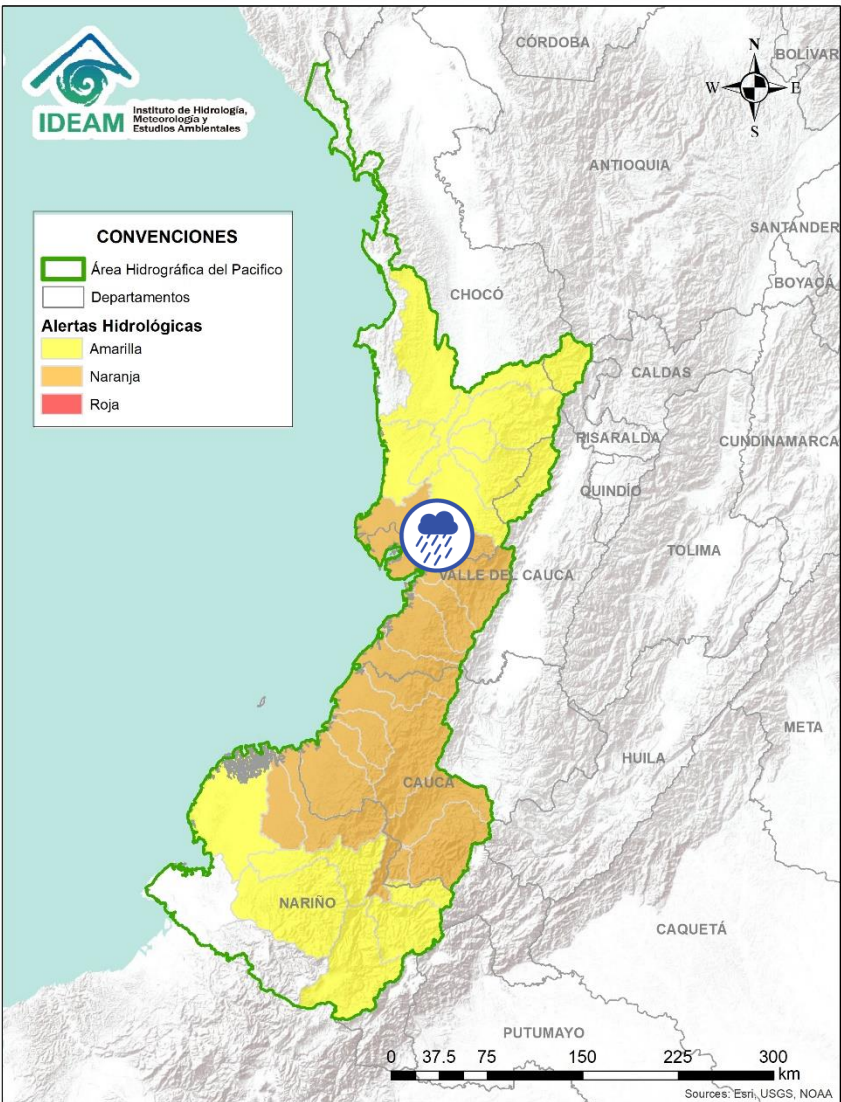 IDEAM
Instituto de Hidrología,
Meteorología y
Estudios Ambientales
N
W
E
S
CÓRDOBA
BOLÍVAR
ANTIOQUIA
SANTANDER
BOYACÁ
CONVENCIONES
Área Hidrográfica del Pacifico
Departamentos
Alertas Hidrológicas
Amarilla
Naranja
Roja
CHOCÓ
CALDAS
RISARALDA
CUNDINAMARCA
QUINDÍO
TOLIMA
VALLE DEL CAUCA
META
HUILA
CAUCA
NARIÑO
CAQUETÁ
PUTUMAYO
0 37.5 75 150 225 300
km
Sources: Esri, USGS, NOAA